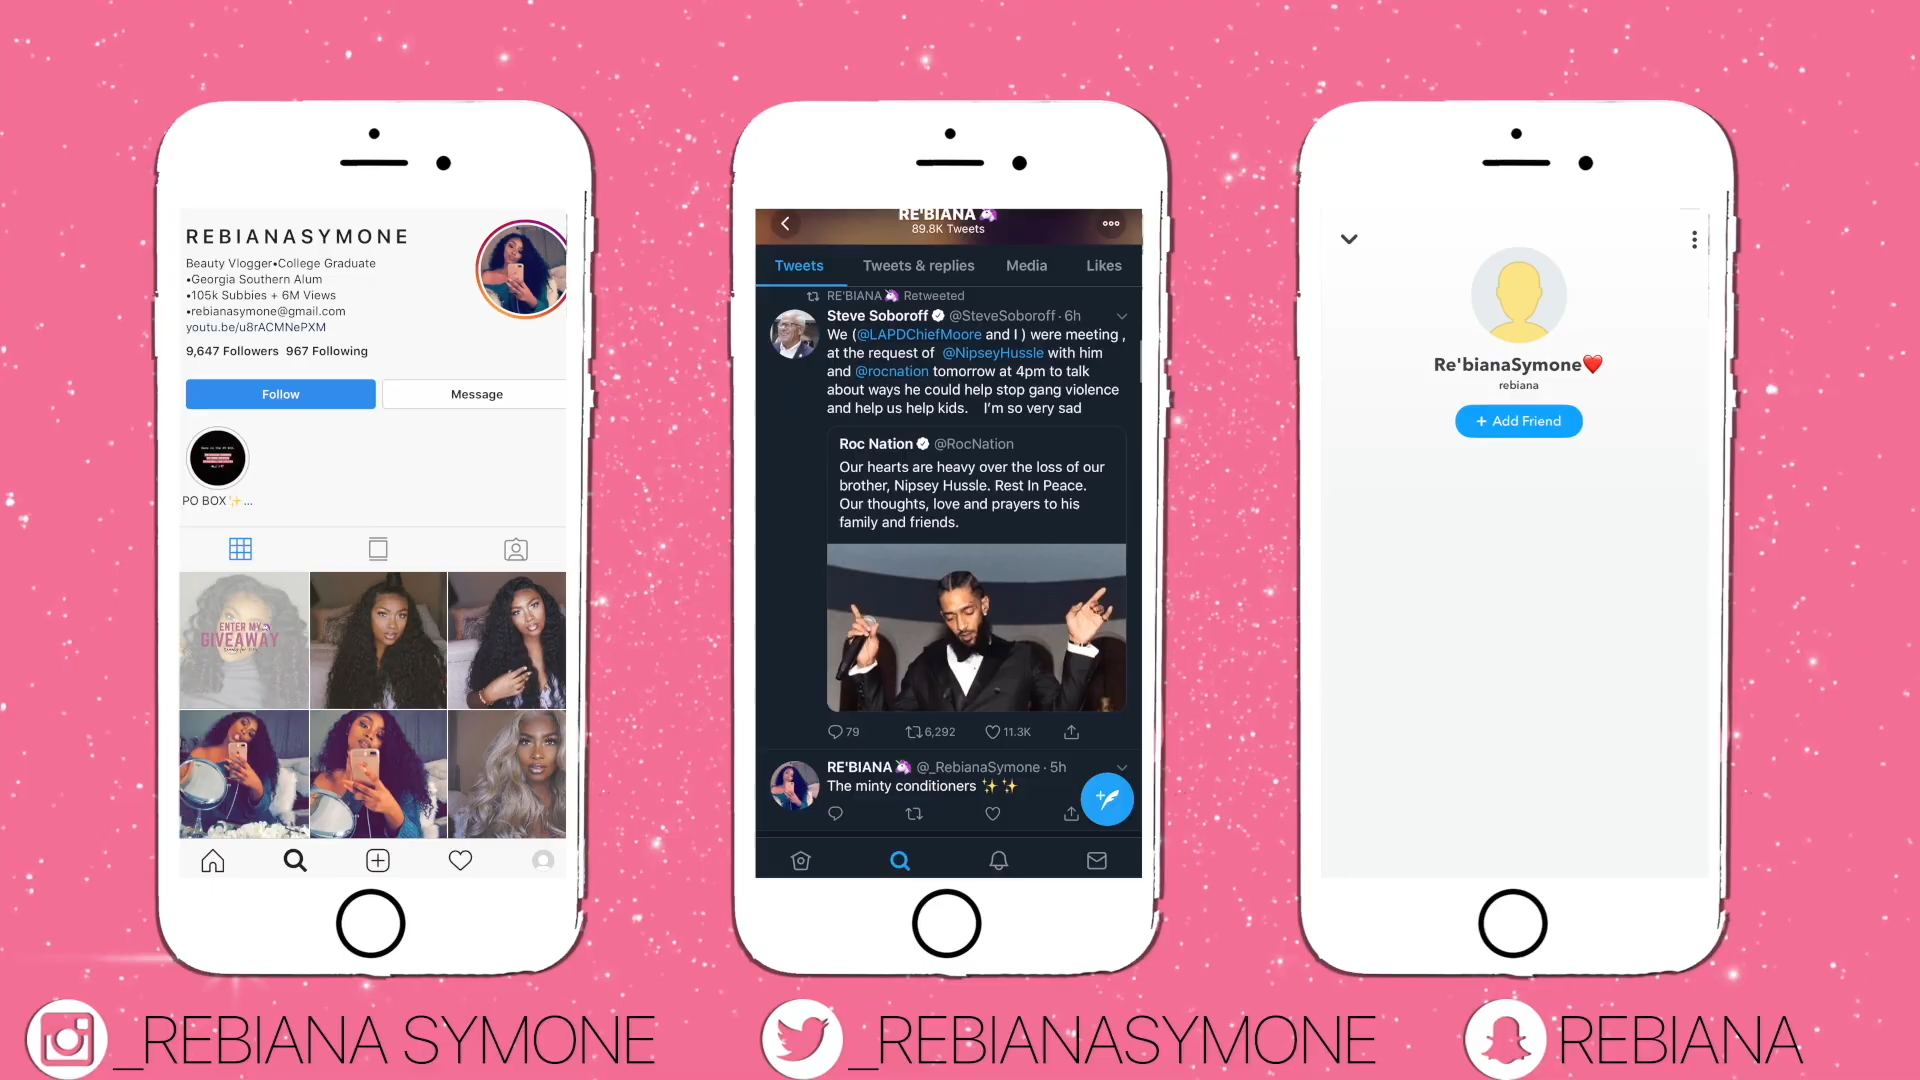 REBIANASYMONE
Beauty Vlogger•College Graduate
•Georgia Southern Alum
•105k Subbies + 6M Views
•rebianasymone@gmail.com
youtu.be/u8rACMNePXM
9,647 Followers 967 Following
Follow
Message
PO BOX ✨...
ENTER MY
GIVEAWAY
RE'BIANA🦄
89.8K Tweets
Tweets
Tweets & replies
Media
Likes
RE'BIANA🦄 Retweeted
Steve Soboroff @SteveSoboroff · 6h
We (@LAPDChiefMoore and I ) were meeting ,
at the request of @NipseyHussle with him
and @rocnation tomorrow at 4pm to talk
about ways he could help stop gang violence
and help us help kids. I'm so very sad
Roc Nation @RocNation
Our hearts are heavy over the loss of our
brother, Nipsey Hussle. Rest In Peace.
Our thoughts, love and prayers to his
family and friends.
79
6,292
11.3K
RE'BIANA🦄 @_RebianaSymone · 5h
The minty conditioners ✨✨
Re'bianaSymone❤️
rebiana
+ Add Friend
_REBIANA SYMONE
_REBIANASYMONE
REBIANA